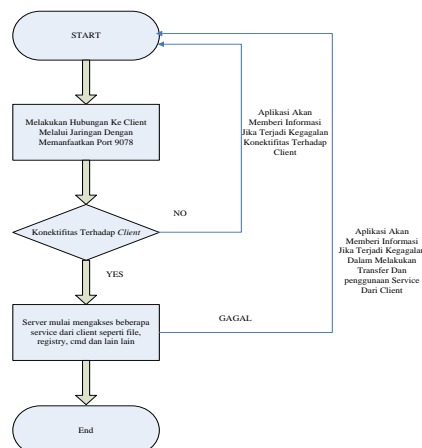 START
Melakukan Hubungan Ke Client
Melalui Jaringan Dengan
Memanfaatkan Port 9078
Aplikasi Akan
Memberi Informasi
Jika Terjadi Kegagalan
Konektifitas Terhadap
Client
Konektifitas Terhadap Client
NO
YES
Aplikasi Akan
Memberi Informasi
Jika Terjadi Kegagalan
Dalam Melakukan
Transfer Dan
penggunaan Service
Dari Client
Server mulai mengakses beberapa
service dari client seperti file,
registry, cmd dan lain lain
GAGAL
End